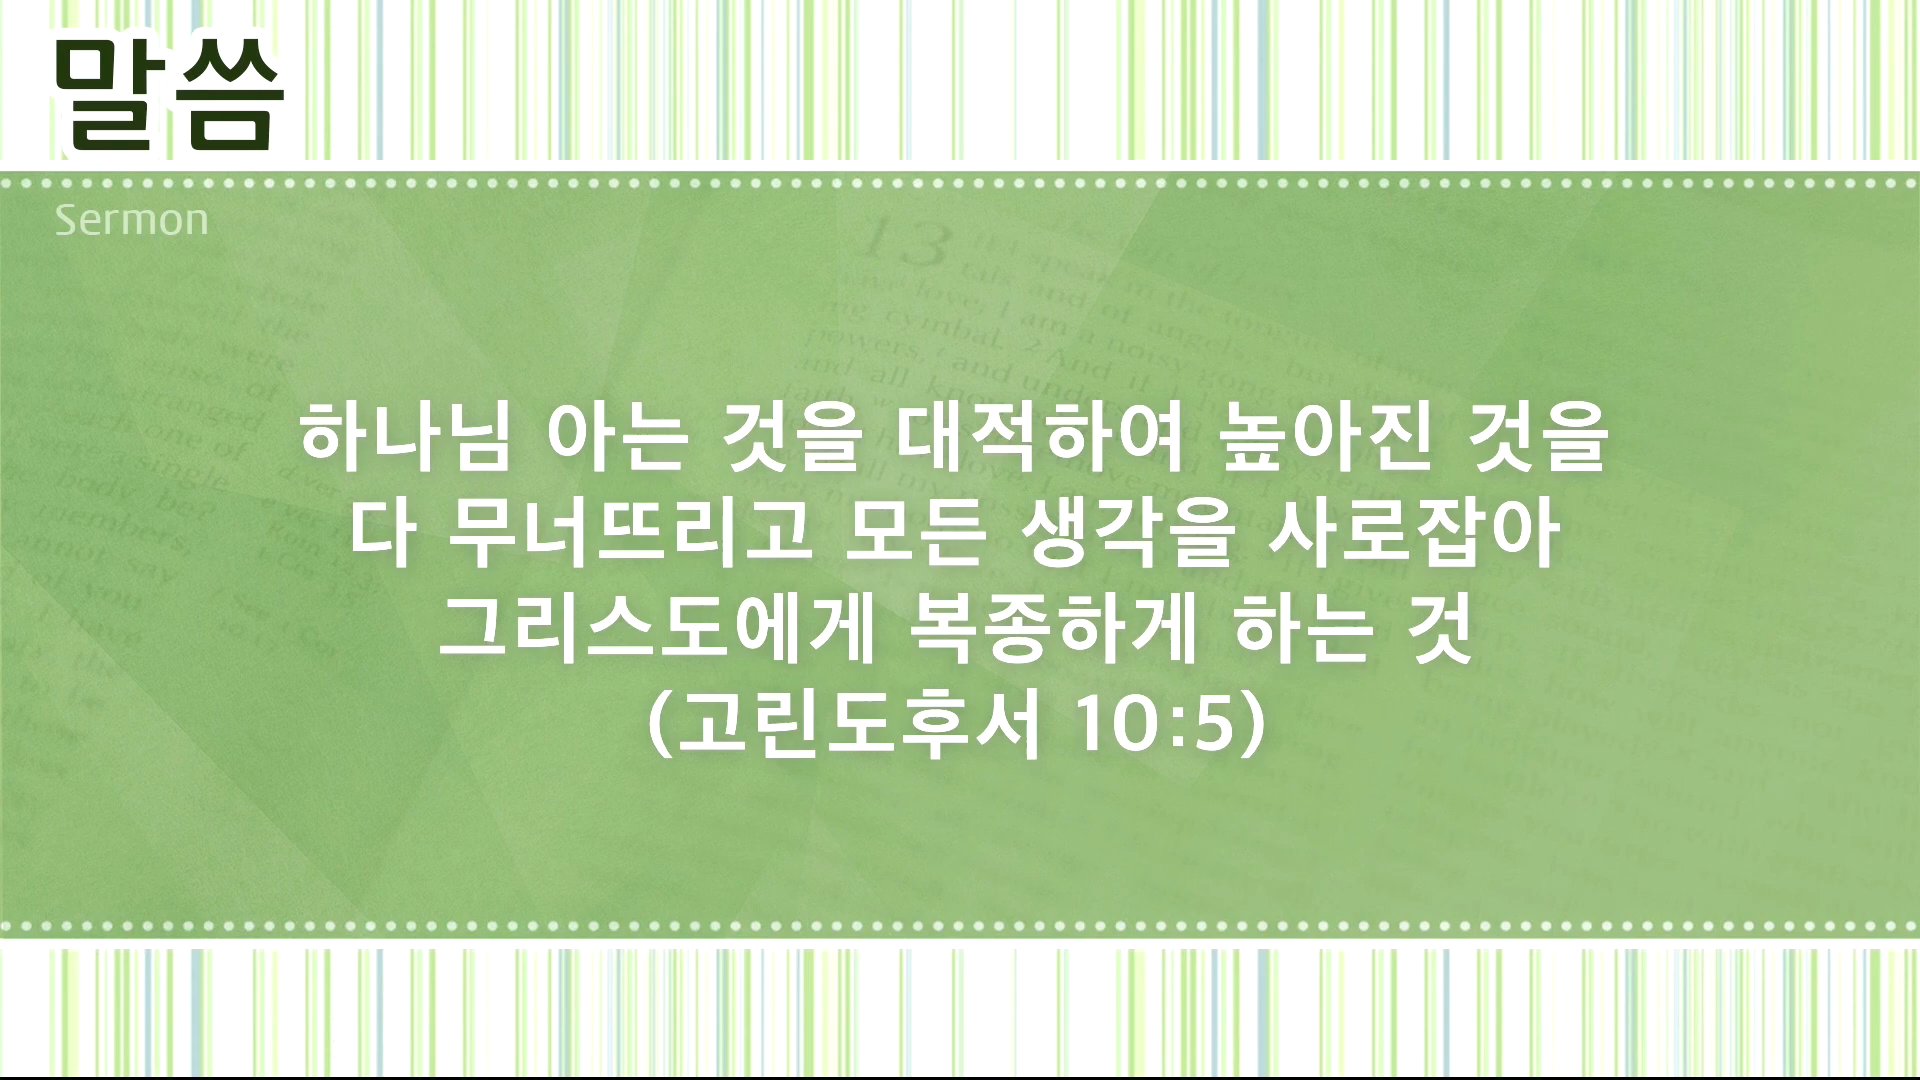 말씀
Sermon
하나님 아는 것을 대적하여 높아진 것을
다 무너뜨리고 모든 생각을 사로잡아
그리스도에게 복종하게 하는 것
(고린도후서 10:5)